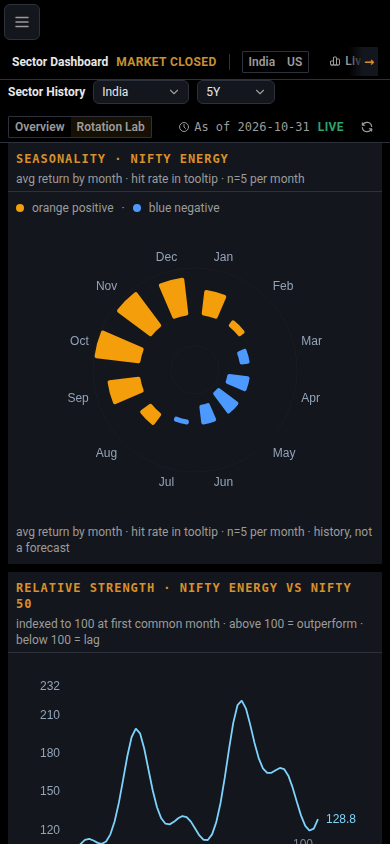 Sector Dashboard MARKET CLOSED India US Liv →
Sector History India 5Y
Overview Rotation Lab As of 2026-10-31 LIVE
SEASONALITY · NIFTY ENERGY
avg return by month · hit rate in tooltip · n=5 per month
orange positive · blue negative
Dec Jan
Nov Feb
Oct Mar
Sep Apr
Aug May
Jul Jun
avg return by month · hit rate in tooltip · n=5 per month · history, not
a forecast
RELATIVE STRENGTH · NIFTY ENERGY VS NIFTY
50
indexed to 100 at first common month · above 100 = outperform ·
below 100 = lag
232
210
180
150
128.8
120
100